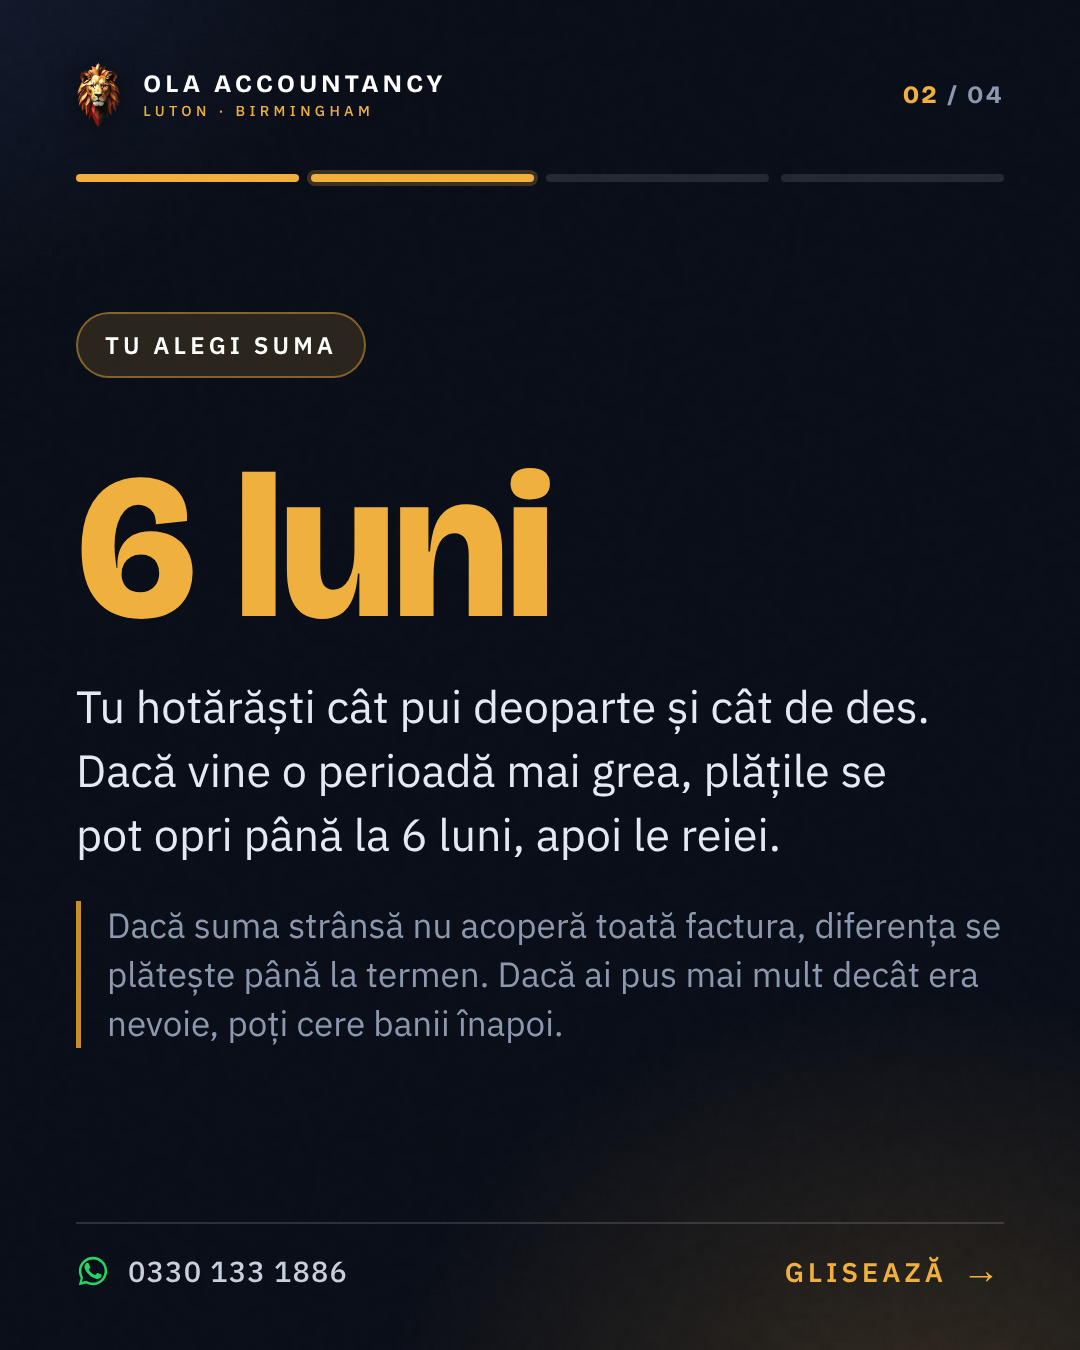 OLA ACCOUNTANCY
LUTON · BIRMINGHAM
02 / 04
TU ALEGI SUMA
6 luni
Tu hotărăști cât pui deoparte și cât de des.
Dacă vine o perioadă mai grea, plățile se
pot opri până la 6 luni, apoi le reiei.
Dacă suma strânsă nu acoperă toată factura, diferența se
plătește până la termen. Dacă ai pus mai mult decât era
nevoie, poți cere banii înapoi.
0330 133 1886
GLISEAZĂ →